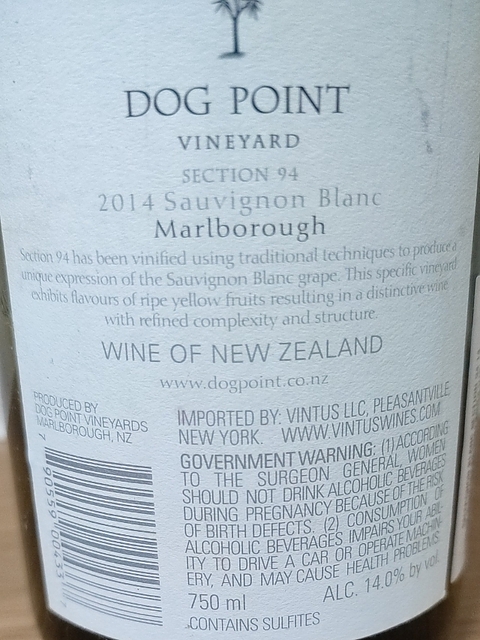 DOG POINT
VINEYARD
SECTION 94
2014 Sauvignon Blanc
Marlborough
Section 94 has been vinified using traditional techniques to produce a
unique expression of the Sauvignon Blanc grape. This specific vineyard
exhibits flavours of ripe yellow fruits resulting in a distinctive wine
with refined complexity and structure.
WINE OF NEW ZEALAND
www.dogpoint.co.nz
PRODUCED BY
DOG POINT VINEYARDS
MARLBOROUGH, NZ
IMPORTED BY: VINTUS LLC, PLEASANTVILLE,
NEW YORK. WWW.VINTUSWINES.COM
GOVERNMENT WARNING: (1) ACCORDING
TO THE SURGEON GENERAL, WOMEN
SHOULD NOT DRINK ALCOHOLIC BEVERAGES
DURING PREGNANCY BECAUSE OF THE RISK
OF BIRTH DEFECTS. (2) CONSUMPTION OF
ALCOHOLIC BEVERAGES IMPAIRS YOUR ABIL-
ITY TO DRIVE A CAR OR OPERATE MACHIN-
ERY, AND MAY CAUSE HEALTH PROBLEMS.
750 ml ALC. 14.0% by vol.
CONTAINS SULFITES